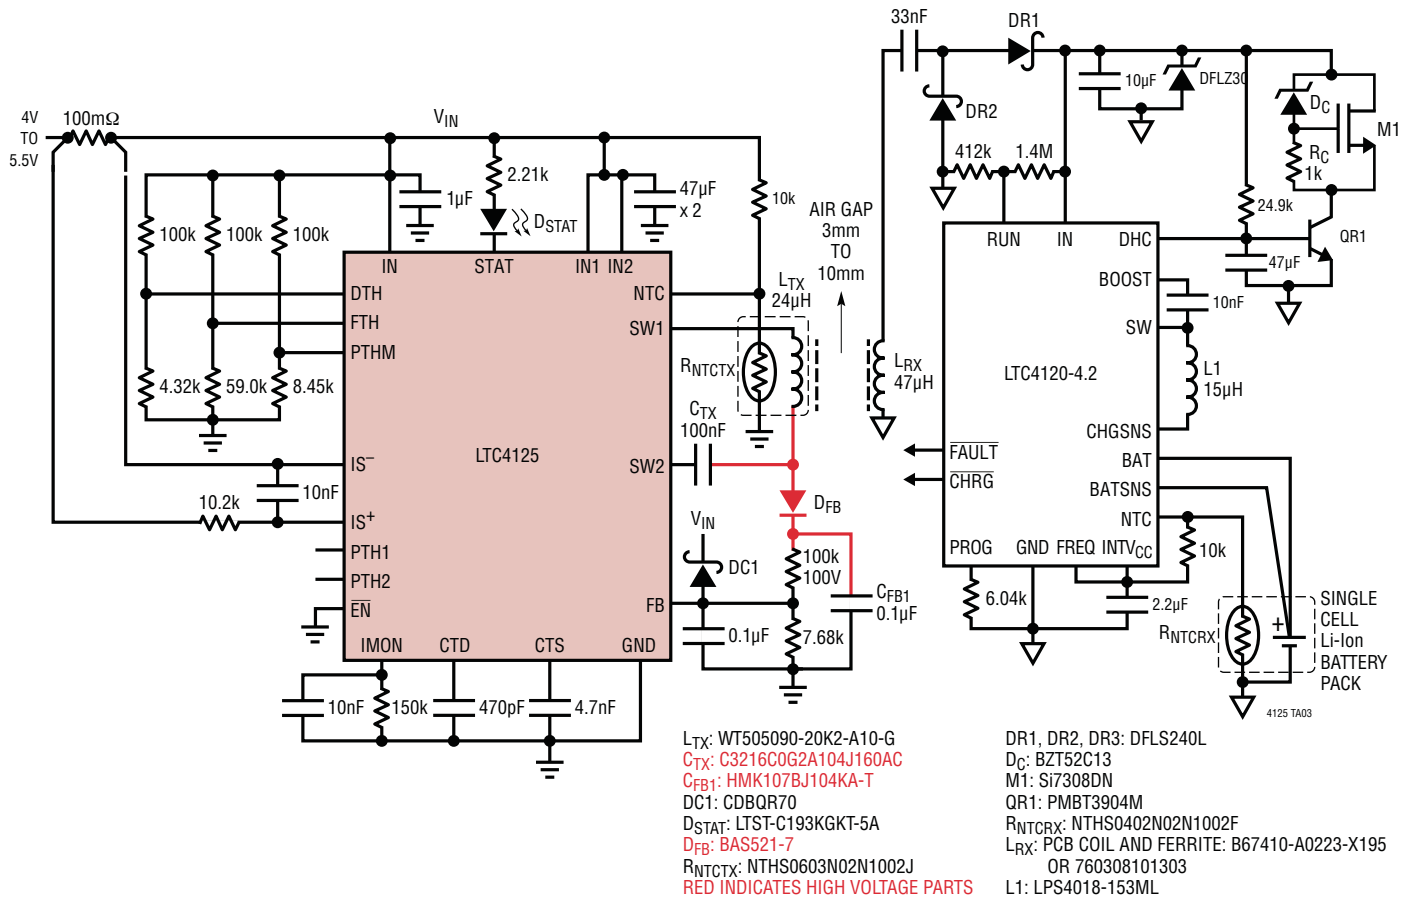 4V
TO
5.5V
100mΩ
VIN
1µF
2.21k
DSTAT
47µF
x 2
10k
100k
100k
100k
4.32k
59.0k
8.45k
IN
STAT
IN1
IN2
DTH
FTH
PTHM
NTC
SW1
LTX
24µH
RNTCTX
CTX
100nF
LTC4125
IS–
IS+
10nF
10.2k
PTH1
PTH2
EN
SW2
DFB
VIN
DC1
100k
100V
CFB1
0.1µF
FB
0.1µF
7.68k
IMON
CTD
CTS
GND
10nF
150k
470pF
4.7nF
AIR GAP
3mm
TO
10mm
33nF
DR1
DR2
412k
1.4M
10µF
DFLZ30
DC
RC
1k
M1
24.9k
QR1
47µF
RUN
IN
DHC
BOOST
10nF
SW
L1
15µH
LRX
47µH
LTC4120-4.2
CHGSNS
FAULT
CHRG
BAT
BATSNS
NTC
PROG
GND
FREQ
INTVCC
10k
6.04k
2.2µF
RNTCRX
+
SINGLE
CELL
Li-Ion
BATTERY
PACK
4125 TA03
LTX: WT505090-20K2-A10-G
CTX: C3216C0G2A104J160AC
CFB1: HMK107BJ104KA-T
DC1: CDBQR70
DSTAT: LTST-C193KGKT-5A
DFB: BAS521-7
RNTCTX: NTHS0603N02N1002J
RED INDICATES HIGH VOLTAGE PARTS
DR1, DR2, DR3: DFLS240L
DC: BZT52C13
M1: Si7308DN
QR1: PMBT3904M
RNTCRX: NTHS0402N02N1002F
LRX: PCB COIL AND FERRITE: B67410-A0223-X195
OR 760308101303
L1: LPS4018-153ML